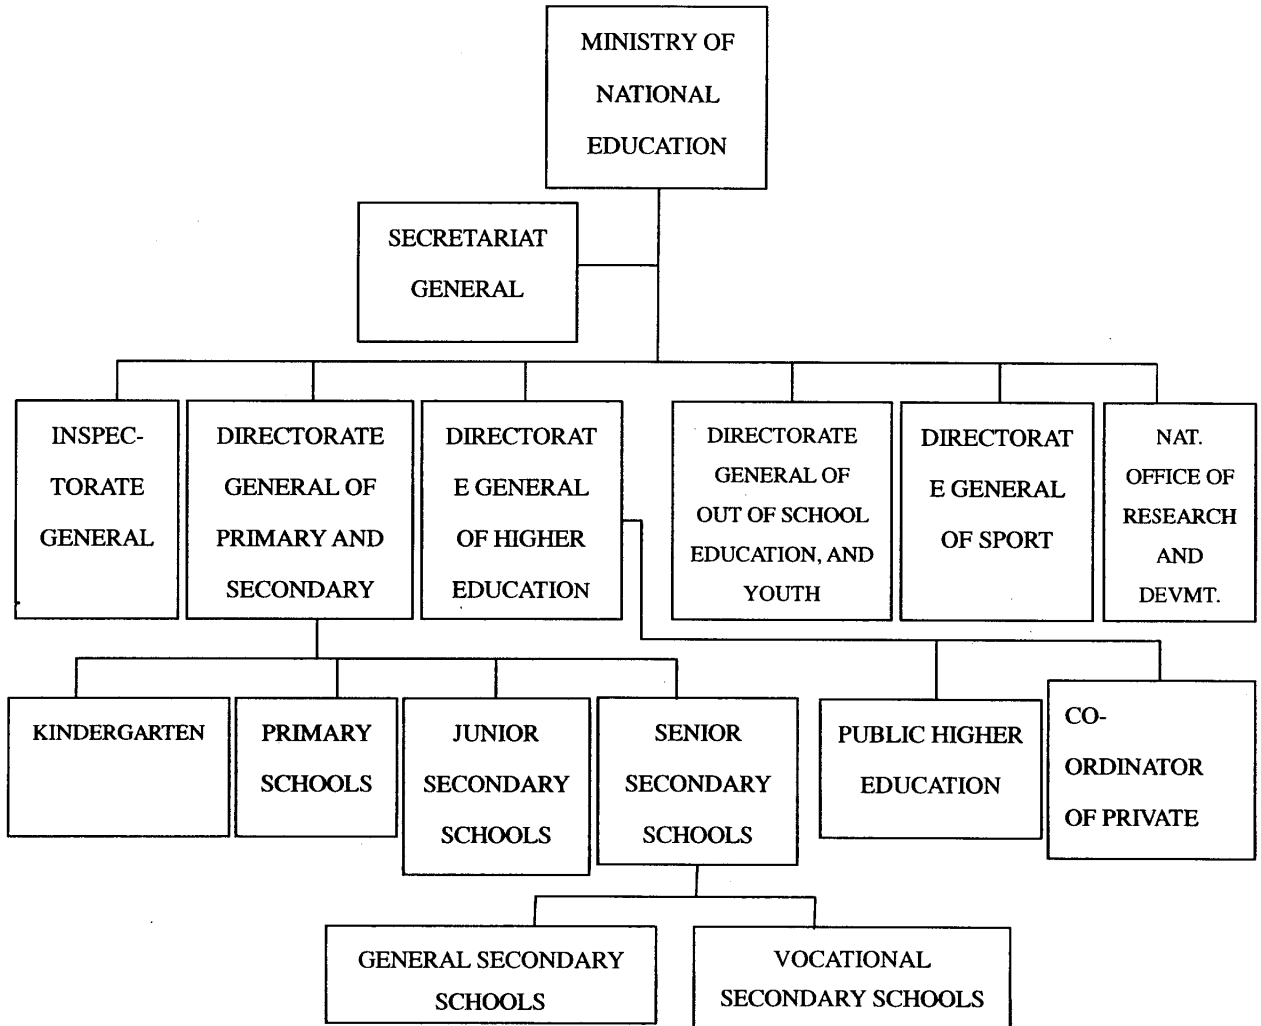 MINISTRY OF
NATIONAL
EDUCATION
SECRETARIAT
GENERAL
INSPEC-
TORATE
GENERAL
DIRECTORATE
GENERAL OF
PRIMARY AND
SECONDARY
DIRECTORAT
E GENERAL
OF HIGHER
EDUCATION
DIRECTORATE
GENERAL OF
OUT OF SCHOOL
EDUCATION, AND
YOUTH
DIRECTORAT
E GENERAL
OF SPORT
NAT.
OFFICE OF
RESEARCH
AND
DEVMT.
KINDERGARTEN
PRIMARY
SCHOOLS
JUNIOR
SECONDARY
SCHOOLS
SENIOR
SECONDARY
SCHOOLS
PUBLIC HIGHER
EDUCATION
CO-
ORDINATOR
OF PRIVATE
GENERAL SECONDARY
SCHOOLS
VOCATIONAL
SECONDARY SCHOOLS